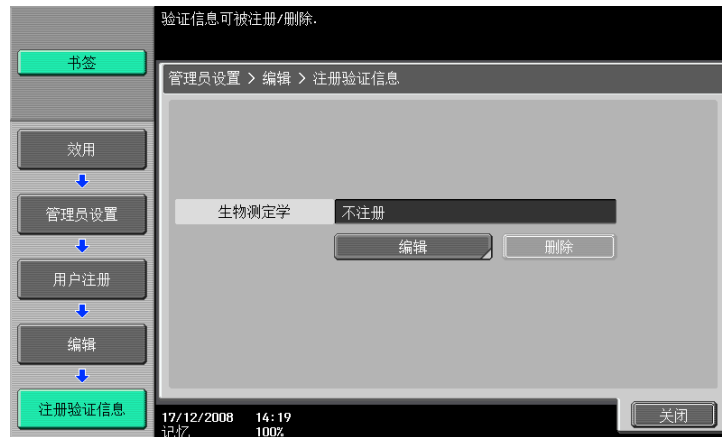 验证信息可被注册/删除.
书签
管理员设置 > 编辑 > 注册验证信息
效用
管理员设置
用户注册
编辑
注册验证信息
生物测定学 不注册
编辑 删除
17/12/2008 14:19
记忆 100%
关闭